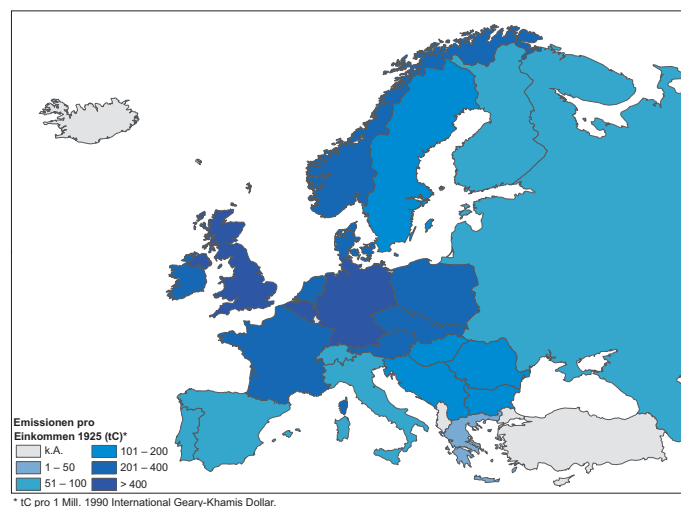 Emissionen pro
Einkommen 1925 (tC)*
k.A.
1 – 50
51 – 100
101 – 200
201 – 400
> 400
* tC pro 1 Mill. 1990 International Geary-Khamis Dollar.